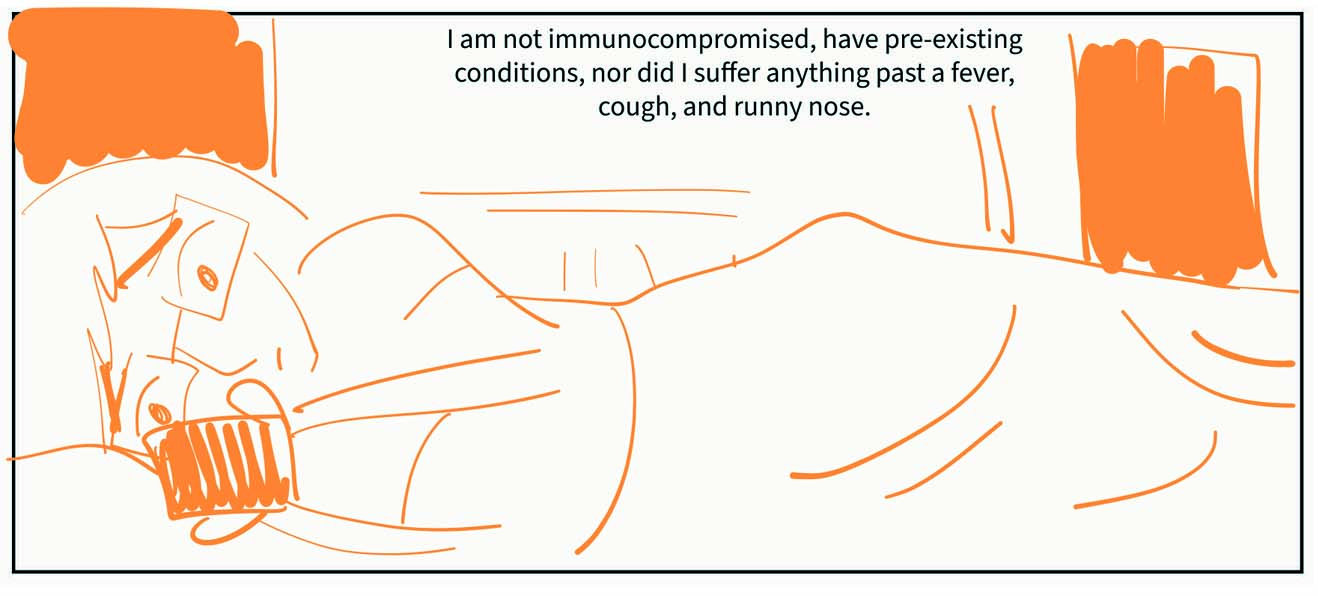 I am not immunocompromised, have pre-existing
conditions, nor did I suffer anything past a fever,
cough, and runny nose.